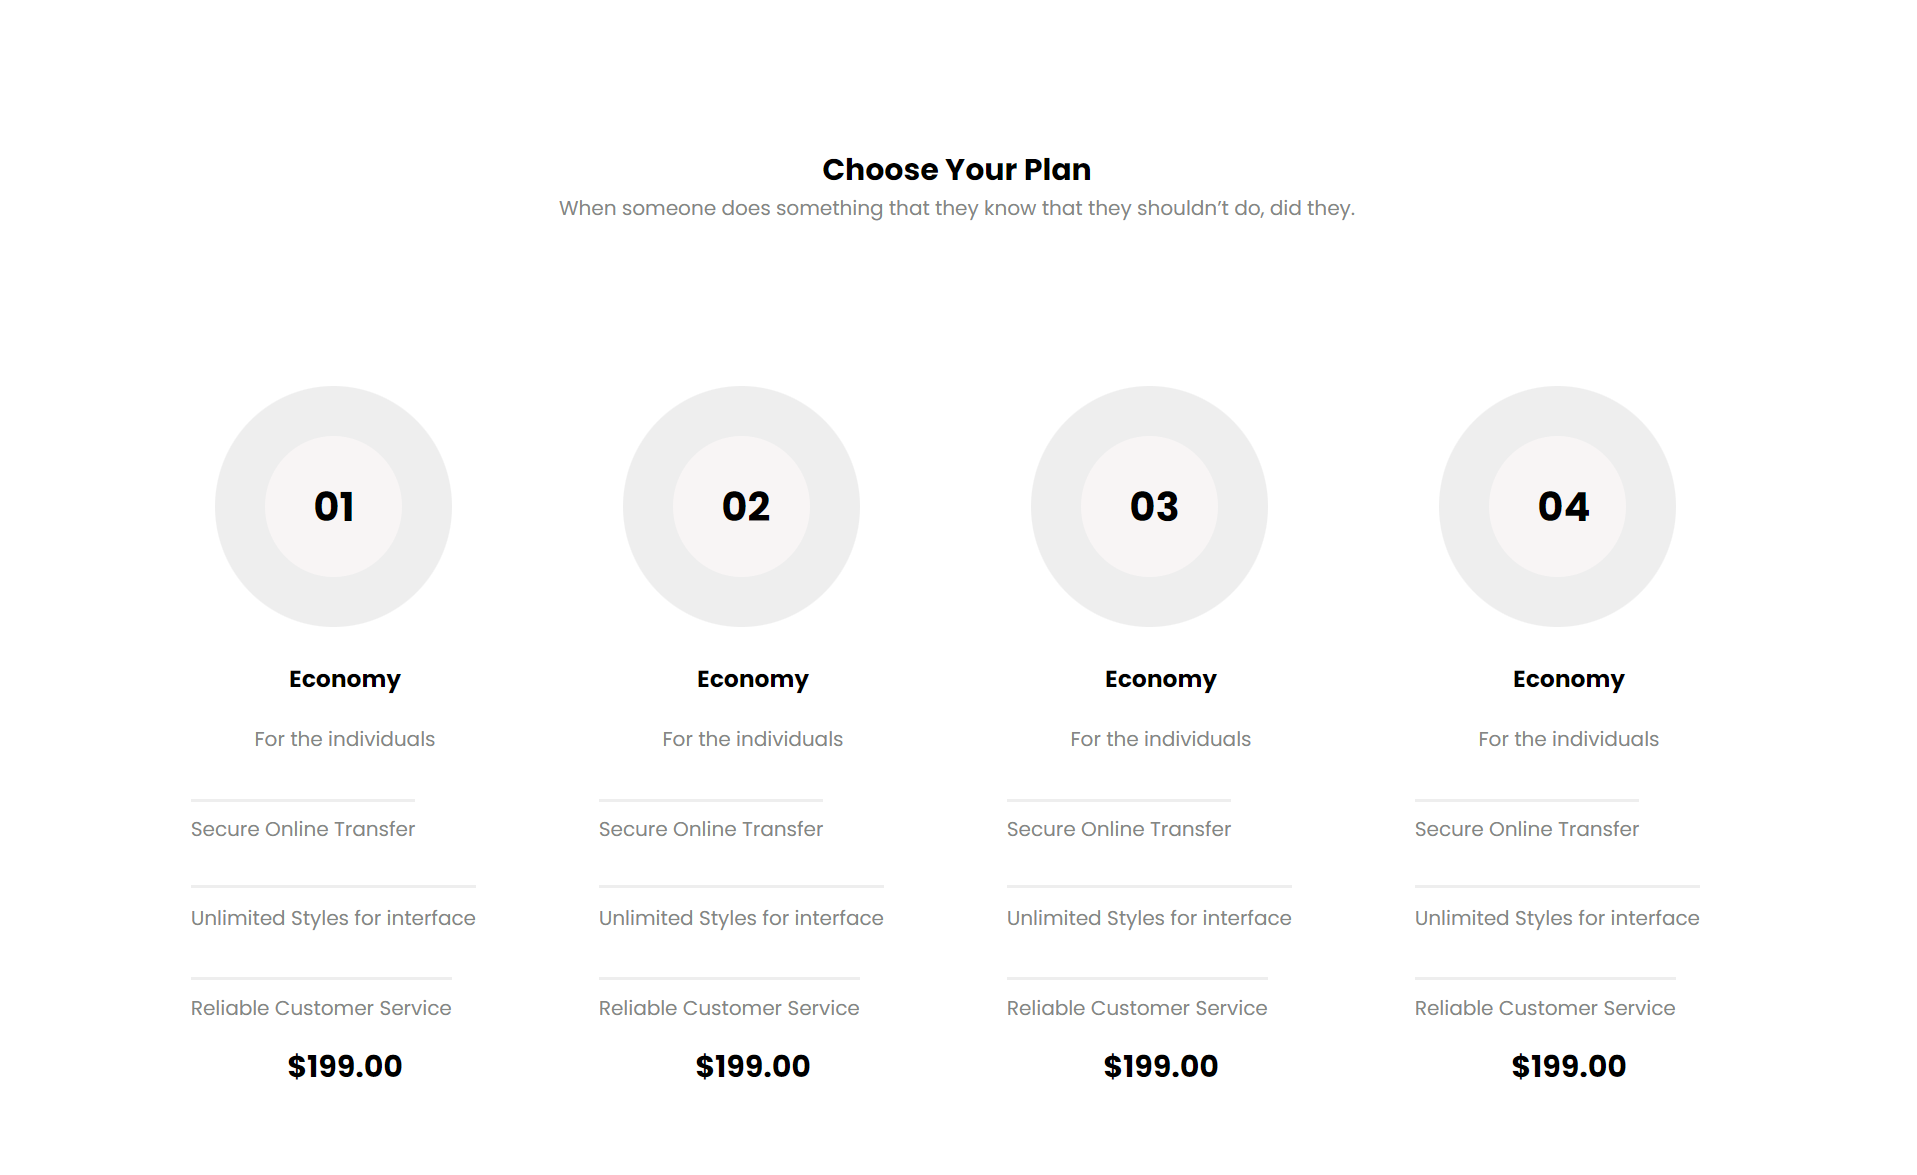 Choose Your Plan
When someone does something that they know that they shouldn’t do, did they.
01
Economy
For the individuals
Secure Online Transfer
Unlimited Styles for interface
Reliable Customer Service
$199.00
02
Economy
For the individuals
Secure Online Transfer
Unlimited Styles for interface
Reliable Customer Service
$199.00
03
Economy
For the individuals
Secure Online Transfer
Unlimited Styles for interface
Reliable Customer Service
$199.00
04
Economy
For the individuals
Secure Online Transfer
Unlimited Styles for interface
Reliable Customer Service
$199.00